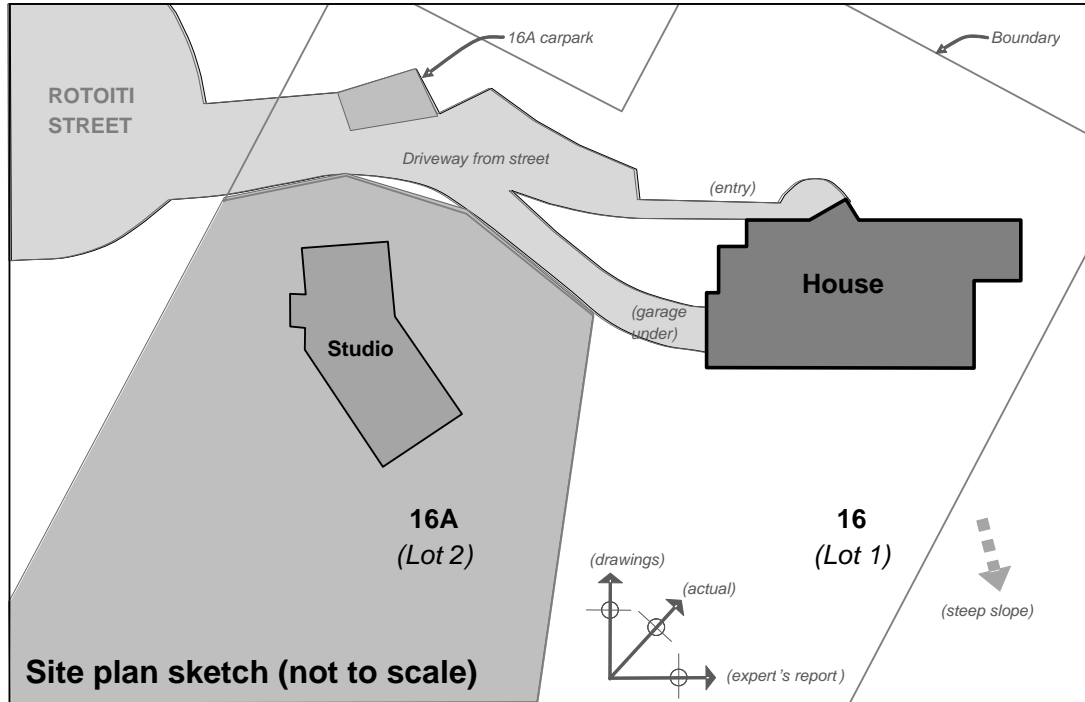 16A carpark
Boundary
ROTOITI
STREET
Driveway from street
(entry)
House
(garage
under)
Studio
16A
(Lot 2)
16
(Lot 1)
(drawings)
(actual)
(steep slope)
Site plan sketch (not to scale)
(expert's report)